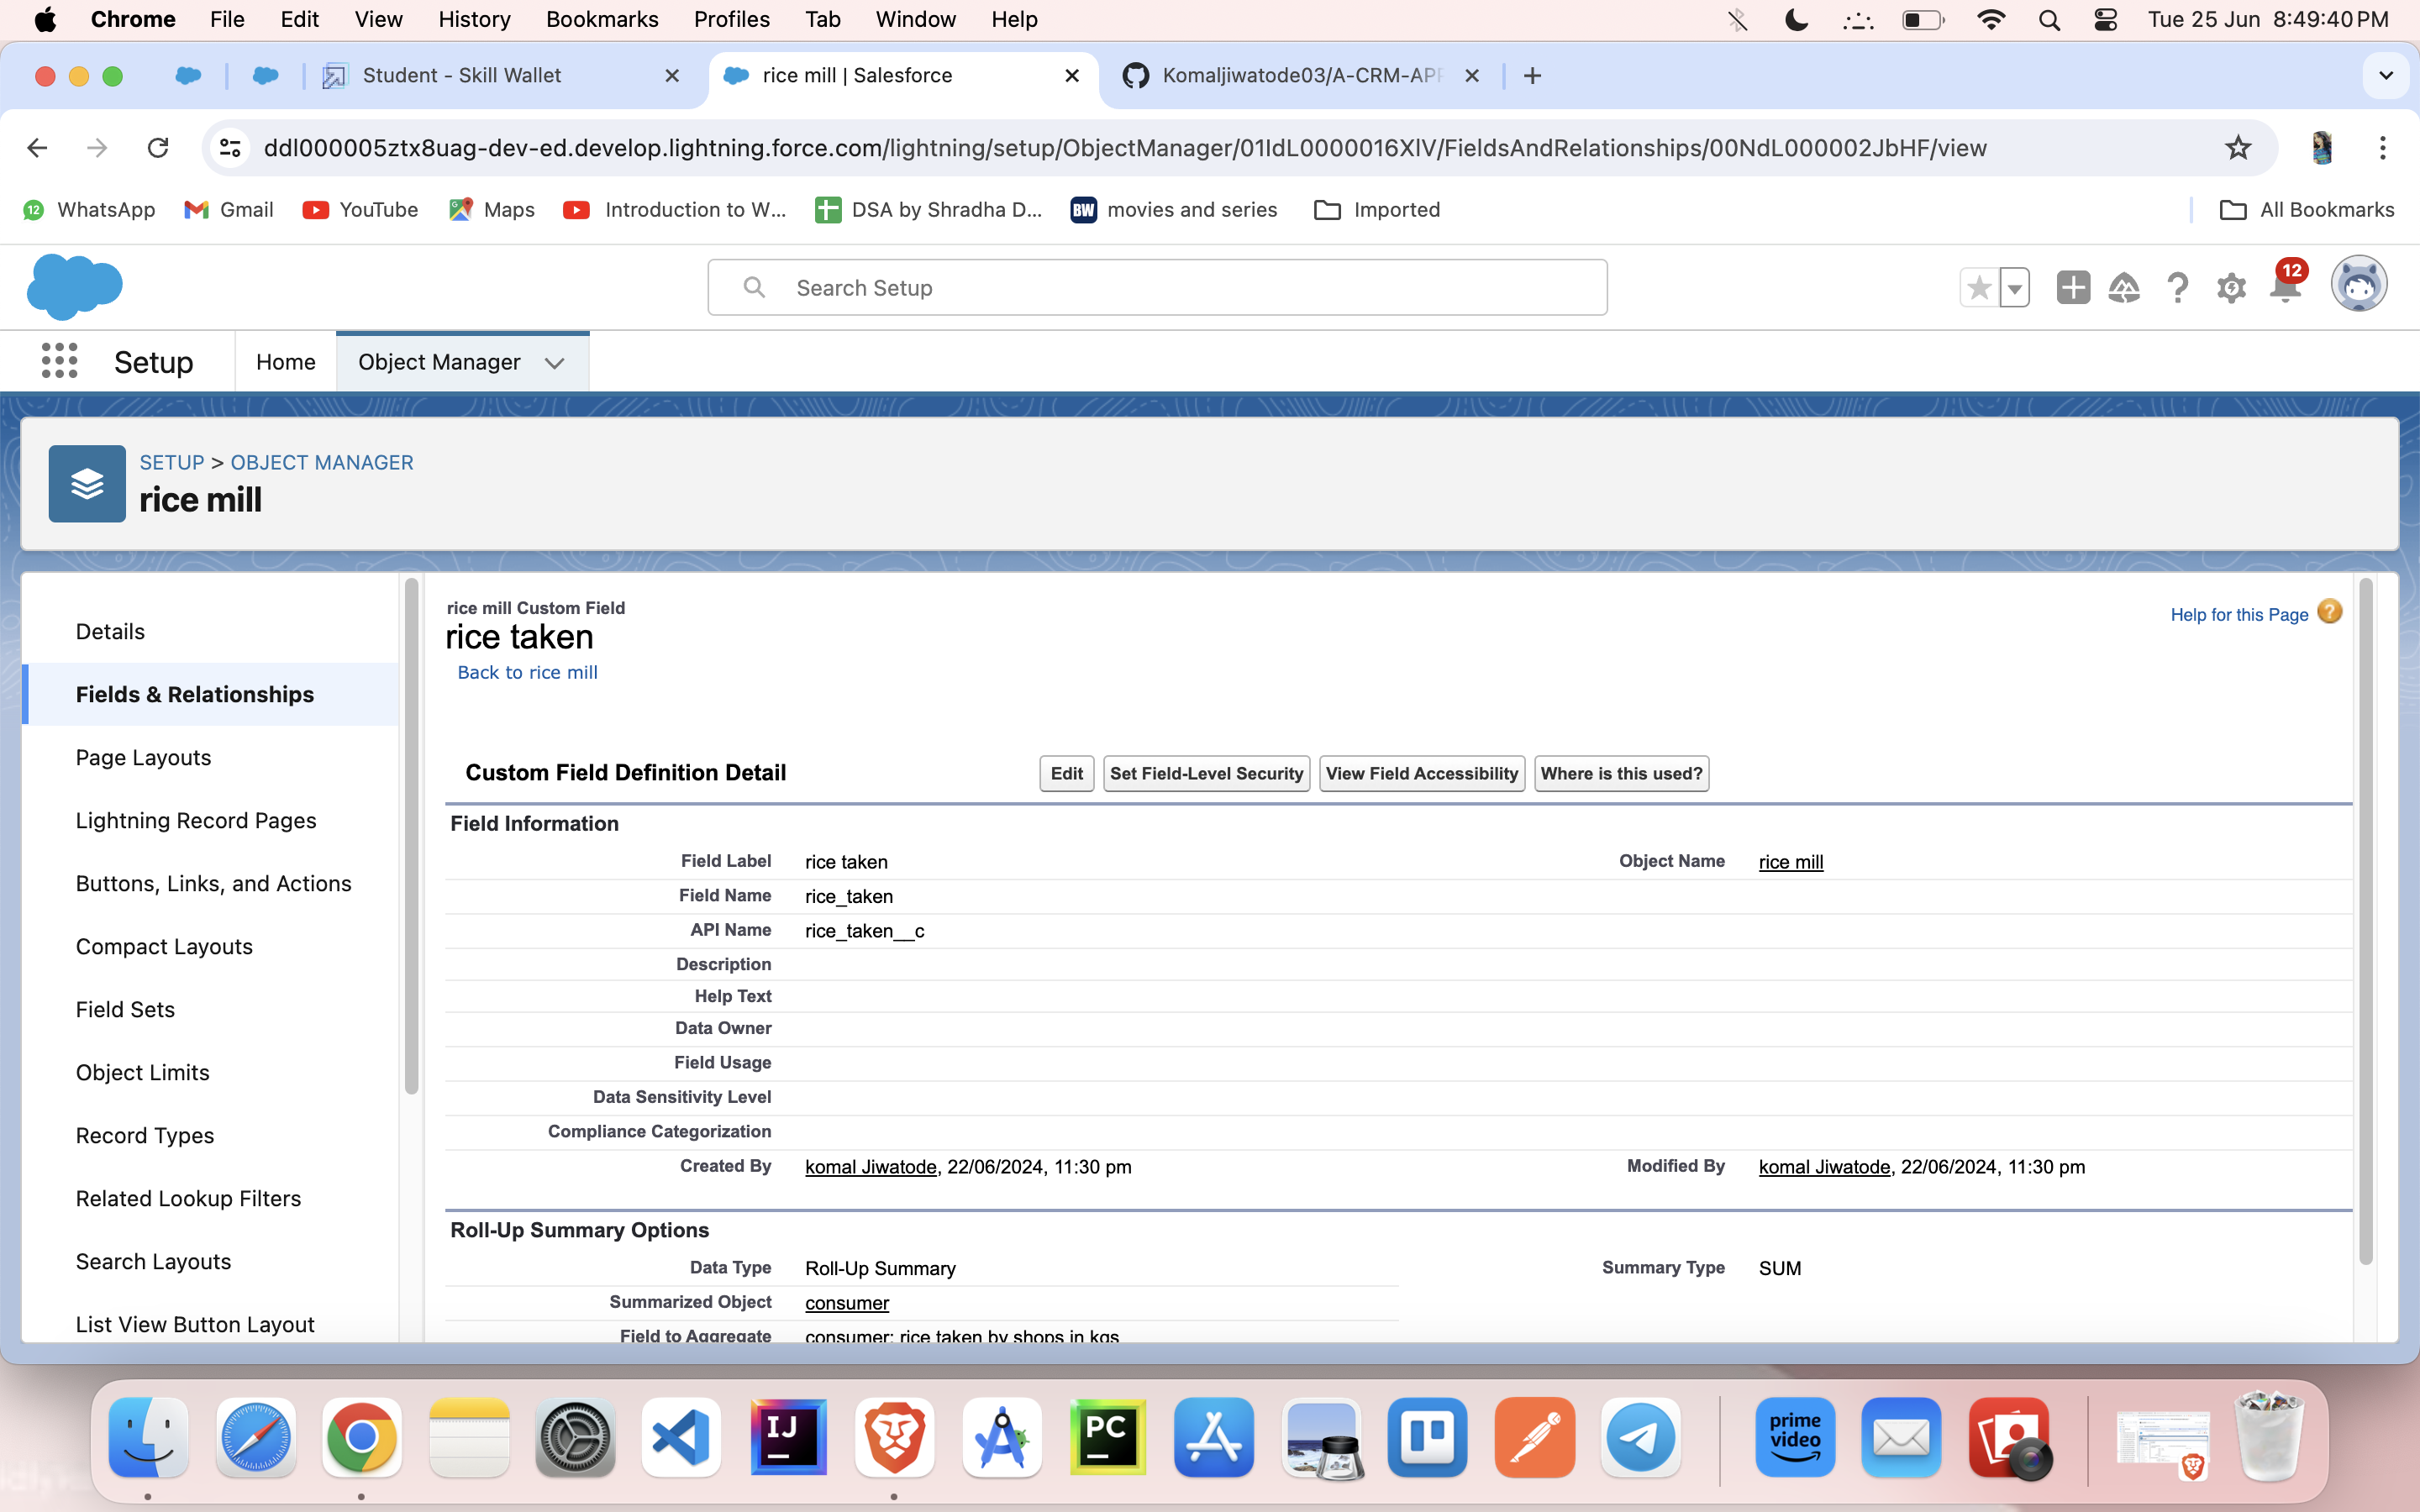 Chrome File Edit View History Bookmarks Profiles Tab Window Help Tue 25 Jun 8:49:40 PM
Student - Skill Wallet rice mill | Salesforce Komaljiwatode03/A-CRM-APP
ddl000005ztx8uag-dev-ed.develop.lightning.force.com/lightning/setup/ObjectManager/01IdL0000016XlV/FieldsAndRelationships/00NdL000002JbHF/view
12 WhatsApp Gmail YouTube Maps Introduction to W... DSA by Shradha D... BW movies and series Imported All Bookmarks
Search Setup 12
Setup Home Object Manager
SETUP > OBJECT MANAGER
rice mill
Details
Fields & Relationships
Page Layouts
Lightning Record Pages
Buttons, Links, and Actions
Compact Layouts
Field Sets
Object Limits
Record Types
Related Lookup Filters
Search Layouts
List View Button Layout
rice mill Custom Field
rice taken
Back to rice mill
Help for this Page
Custom Field Definition Detail Edit Set Field-Level Security View Field Accessibility Where is this used?
Field Information
Field Label rice taken Object Name rice mill
Field Name rice_taken
API Name rice_taken__c
Description
Help Text
Data Owner
Field Usage
Data Sensitivity Level
Compliance Categorization
Created By komal Jiwatode, 22/06/2024, 11:30 pm Modified By komal Jiwatode, 22/06/2024, 11:30 pm
Roll-Up Summary Options
Data Type Roll-Up Summary Summary Type SUM
Summarized Object consumer
Field to Aggregate consumer: rice taken by shops in kgs
IJ PC prime video